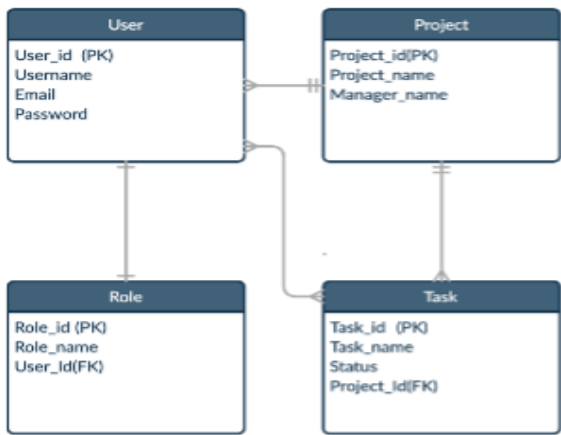 User
User_id (PK)
Username
Email
Password
Project
Project_id(PK)
Project_name
Manager_name
Role
Role_id (PK)
Role_name
User_Id(FK)
Task
Task_id (PK)
Task_name
Status
Project_Id(FK)